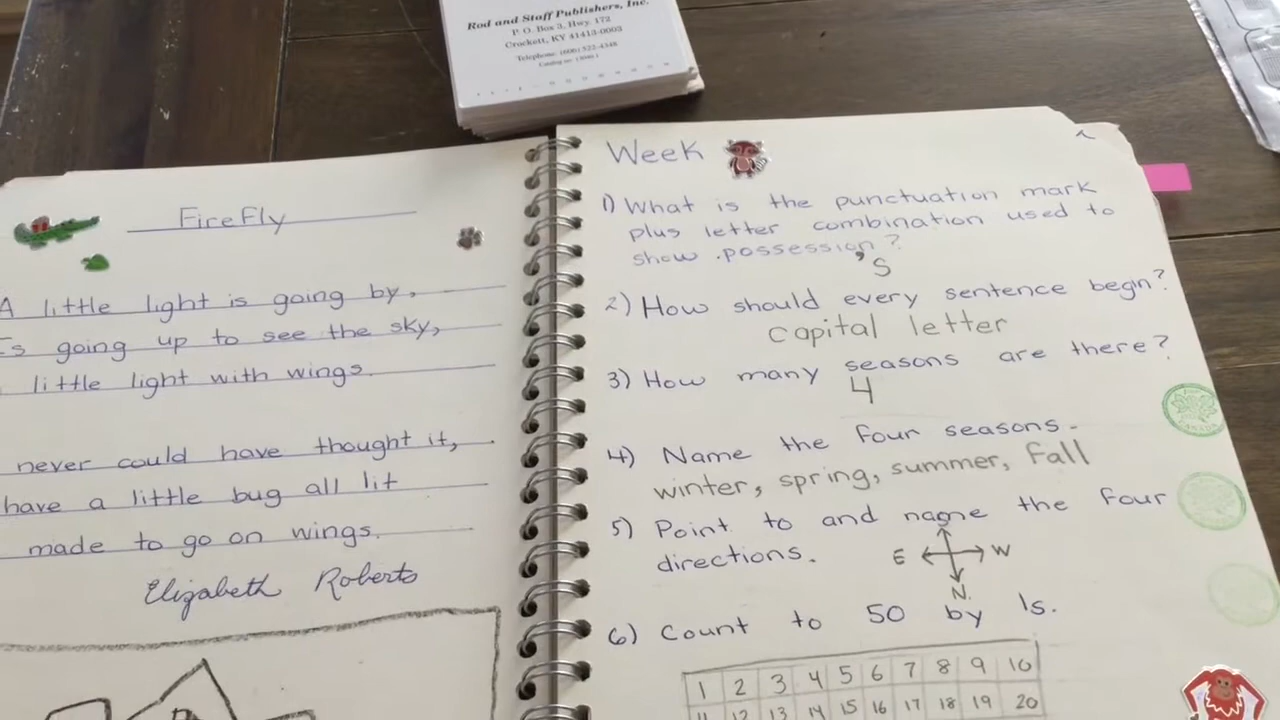 Rod and Staff Publishers, Inc.
P. O. Box 3, Hwy. 172
Crockett, KY 41413-0003
Telephone: (606) 522-4348
FireFly
A little light is going by,
Is going up to see the sky,
little light with wings.
never could have thought it,
have a little bug all lit
made to go on wings.
Elizabeth Roberts
Week
1) What is the punctuation mark
plus letter combination used to
show possession?
's
2) How should every sentence begin?
capital letter
3) How many seasons are there?
4
4) Name the four seasons.
winter, spring, summer, fall
5) Point to and name the four
directions.
E W
N
6) Count to 50 by 1s.
1 2 3 4 5 6 7 8 9 10
11 12 13 14 15 16 17 18 19 20
CANADA